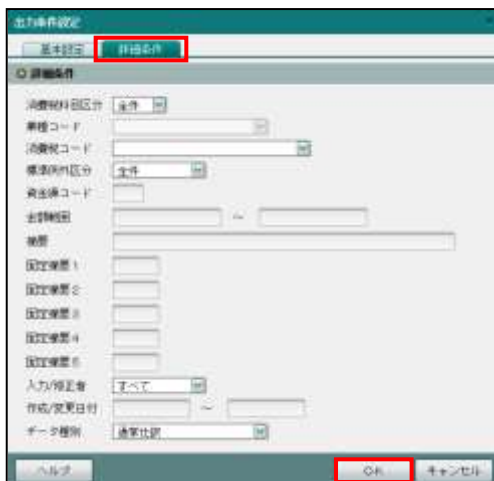 出力条件設定
基本設定 詳細条件
詳細条件
消費税科目区分 全件
業種コード
消費税コード
標準例外区分 全件
資金繰コード
金額範囲 ～
摘要
固定摘要1
固定摘要2
固定摘要3
固定摘要4
固定摘要5
入力/修正者 すべて
作成/変更日付 ～
データ種別 通常仕訳
ヘルプ OK キャンセル